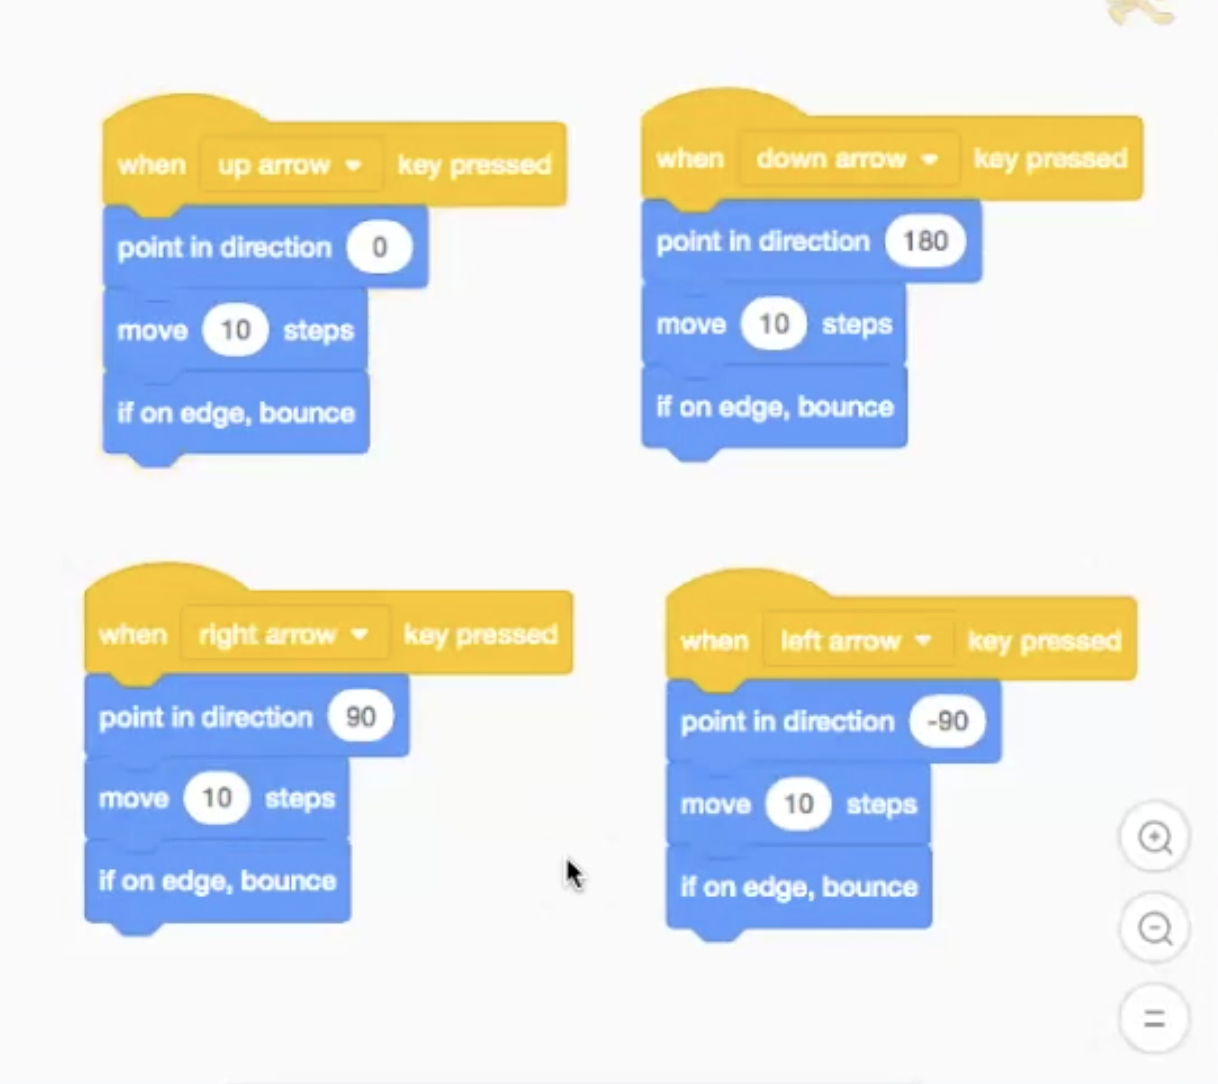 when up arrow key pressed
point in direction 0
move 10 steps
if on edge, bounce
when down arrow key pressed
point in direction 180
move 10 steps
if on edge, bounce
when right arrow key pressed
point in direction 90
move 10 steps
if on edge, bounce
when left arrow key pressed
point in direction -90
move 10 steps
if on edge, bounce